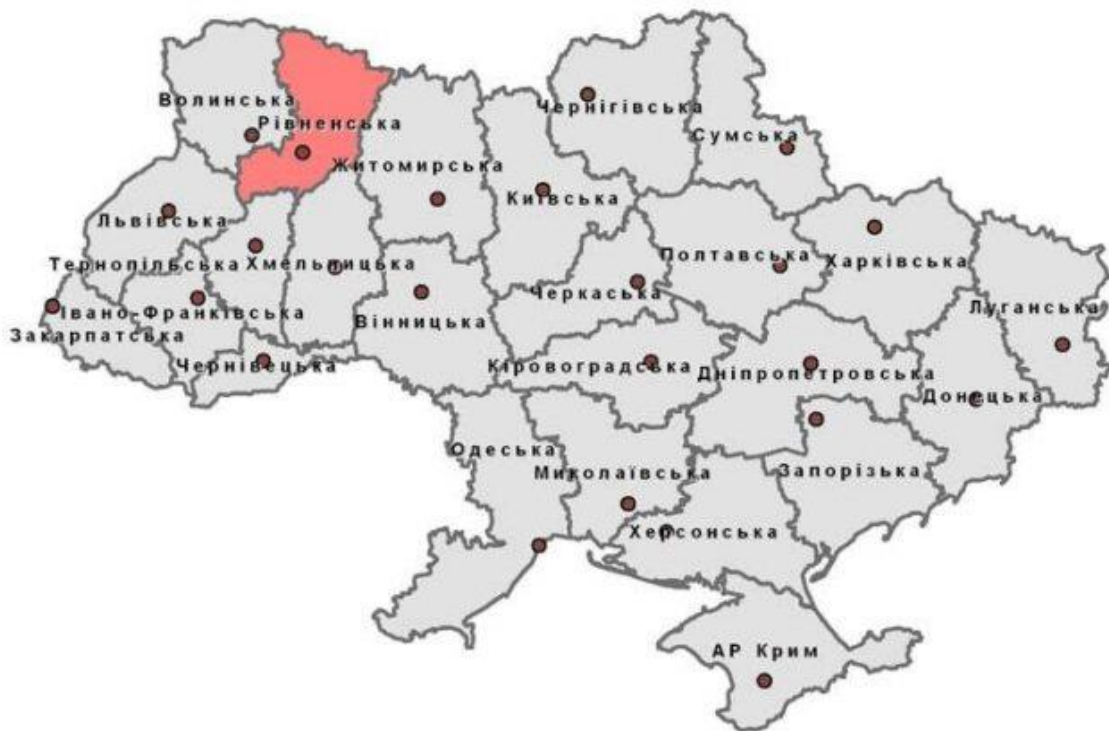 Волинська
Рівненська
Чернігівська
Сумська
Житомирська
Київська
Львівська
Тернопільська
Хмельницька
Полтавська
Харківська
Івано-Франківська
Закарпатська
Вінницька
Черкаська
Луганська
Чернівецька
Кіровоградська
Дніпропетровська
Донецька
Одеська
Миколаївська
Запорізька
Херсонська
АР Крим